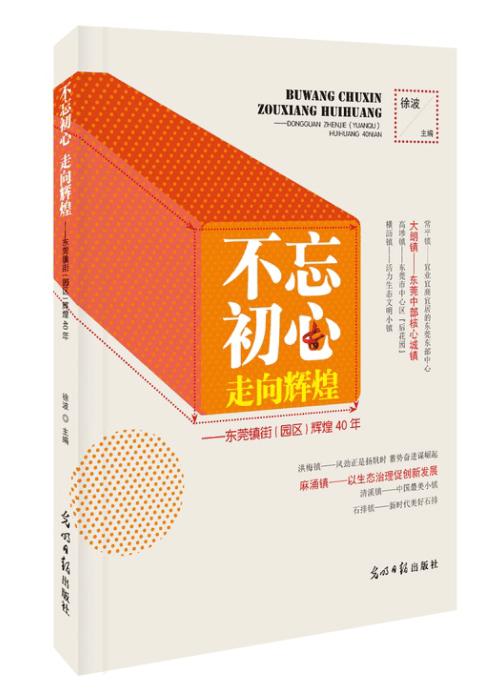 不忘初心 走向辉煌
——东莞镇街（园区）辉煌40年
徐波 ◎ 主编
光明日报出版社
BUWANG CHUXIN
ZOUXIANG HUIHUANG
——DONGGUAN ZHENJIE (YUANQU)
HUIHUANG 40NIAN
徐波
主编
常平镇——宜业宜商宜居的东莞东部中心
大朗镇——东莞中部核心城镇
高埗镇——东莞市中心区【后花园】
横沥镇——活力生态文明小镇
不忘
初心
走向辉煌
——东莞镇街（园区）辉煌40年
洪梅镇——风劲正是扬帆时 蓄势奋进谋崛起
麻涌镇——以生态治理促创新发展
清溪镇——中国最美小镇
石排镇——新时代美好石排
光明日报出版社